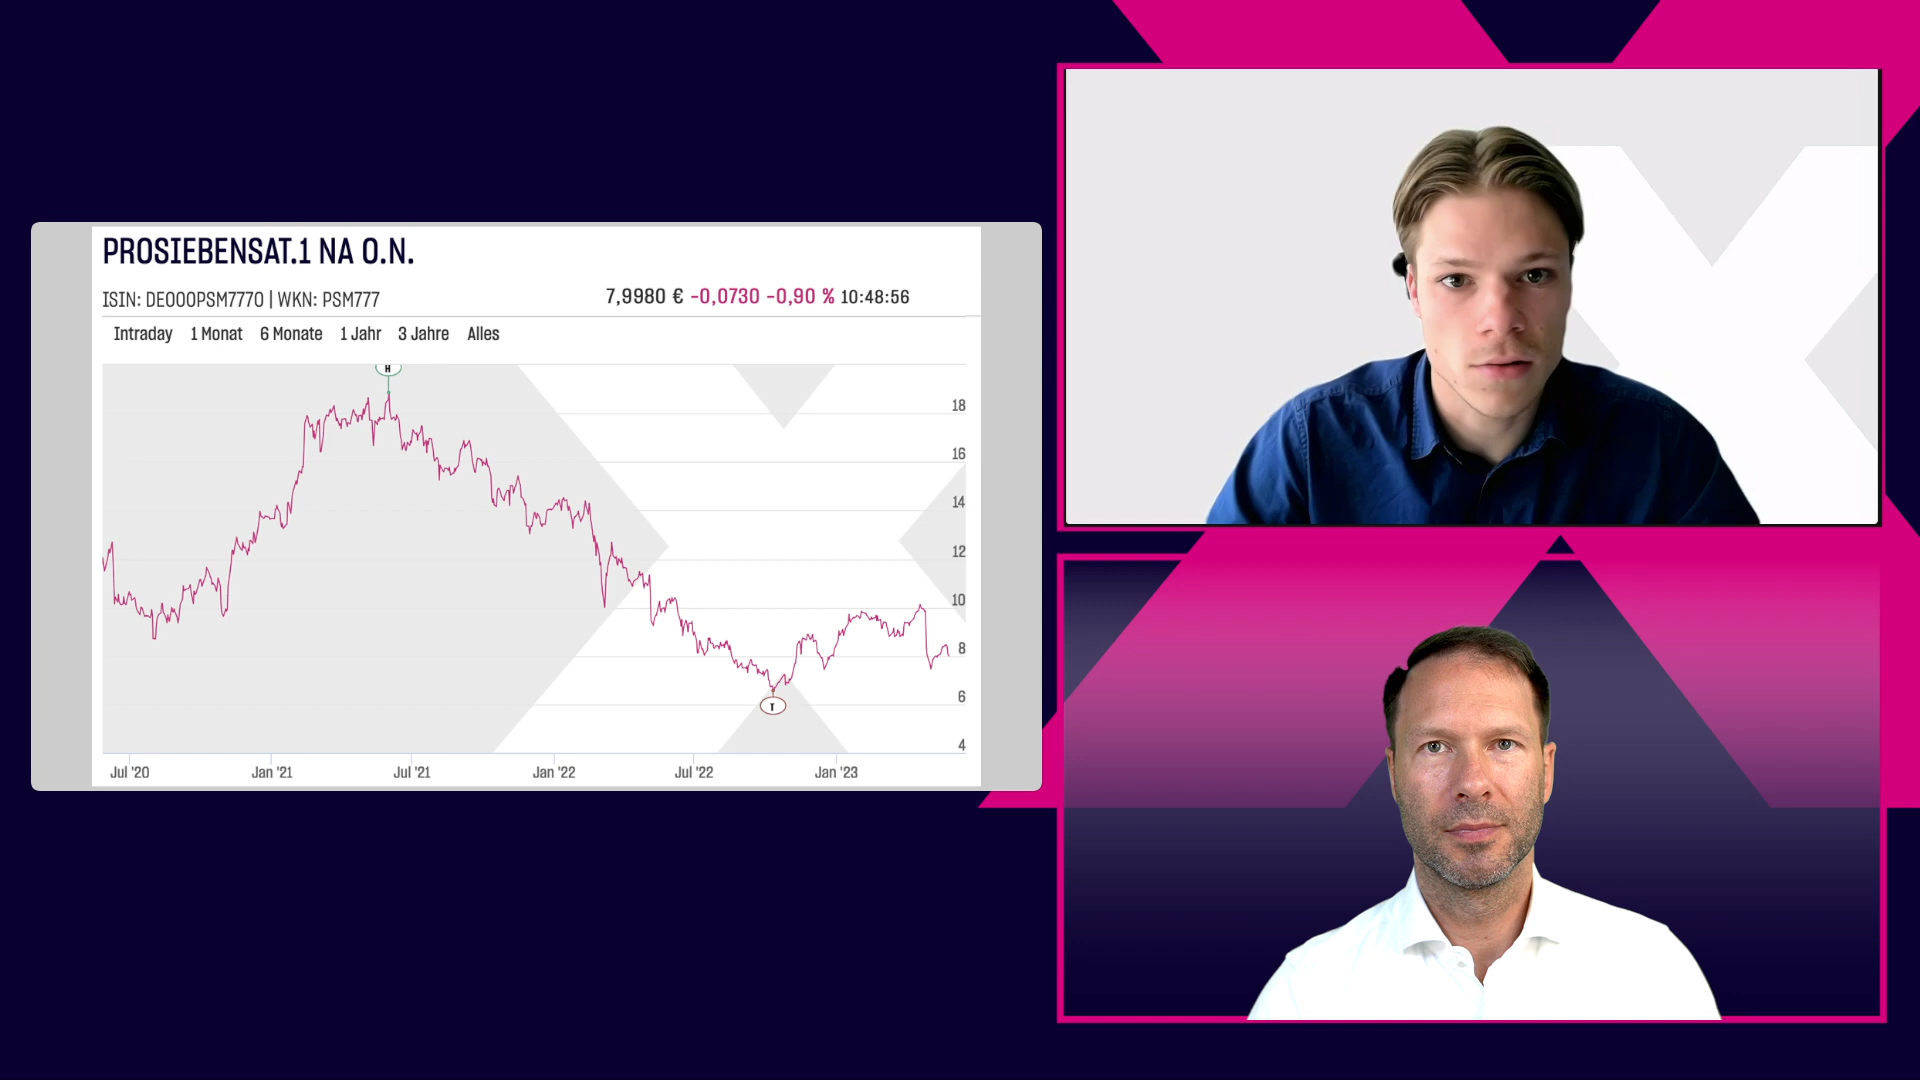 PROSIEBENSAT.1 NA O.N.
ISIN: DE000PSM7770 | WKN: PSM777
7,9980 € -0,0730 -0,90 % 10:48:56
Intraday 1 Monat 6 Monate 1 Jahr 3 Jahre Alles
H
18
16
14
12
10
8
6
T
4
Jul '20 Jan '21 Jul '21 Jan '22 Jul '22 Jan '23